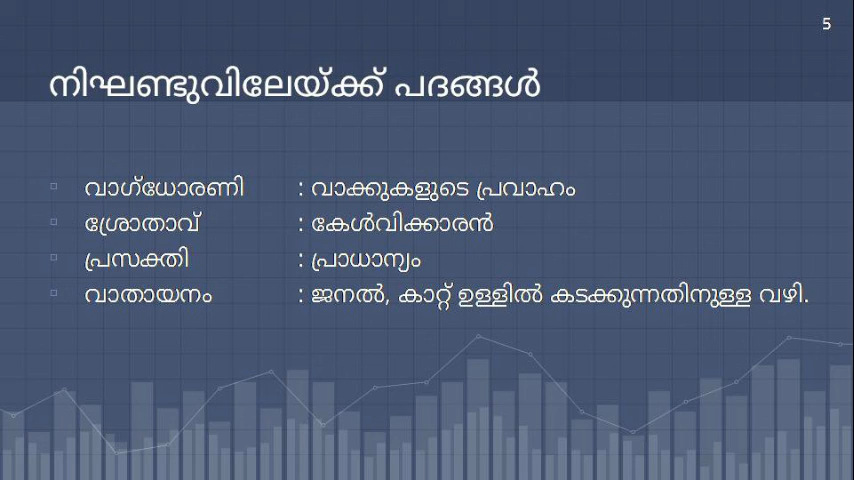 5
നിഘണ്ടുവിലേയ്ക്ക് പദങ്ങൾ
വാഗ്ധോരണി : വാക്കുകളുടെ പ്രവാഹം
ശ്രോതാവ് : കേൾവിക്കാരൻ
പ്രസക്തി : പ്രാധാന്യം
വാതായനം : ജനൽ, കാറ്റ് ഉള്ളിൽ കടക്കുന്നതിനുള്ള വഴി.